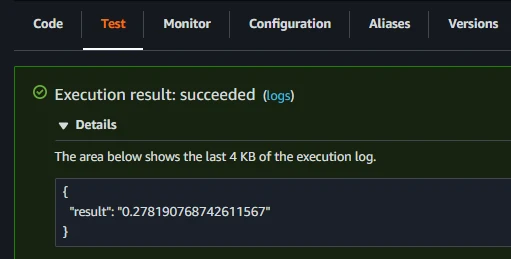 Code Test Monitor Configuration Aliases Versions
Execution result: succeeded (logs)
▼ Details
The area below shows the last 4 KB of the execution log.
{
"result": "0.278190768742611567"
}